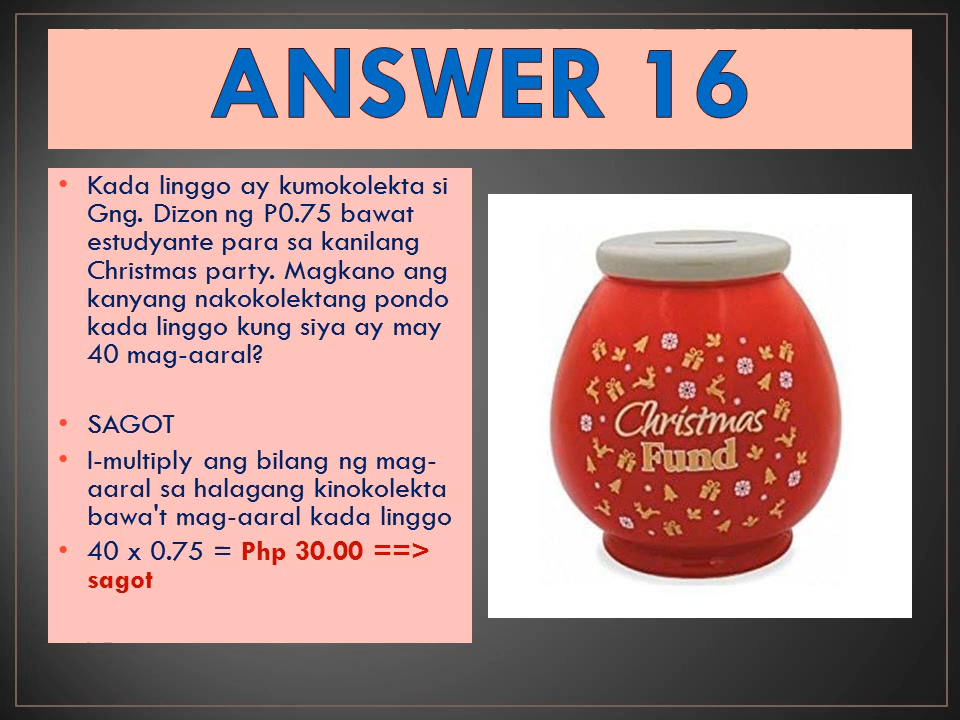 ANSWER 16
• Kada linggo ay kumokolekta si
Gng. Dizon ng P0.75 bawat
estudyante para sa kanilang
Christmas party. Magkano ang
kanyang nakokolektang pondo
kada linggo kung siya ay may
40 mag-aaral?
• SAGOT
• I-multiply ang bilang ng mag-
aaral sa halagang kinokolekta
bawa't mag-aaral kada linggo
• 40 x 0.75 = Php 30.00 ==>
sagot
Christmas
Fund